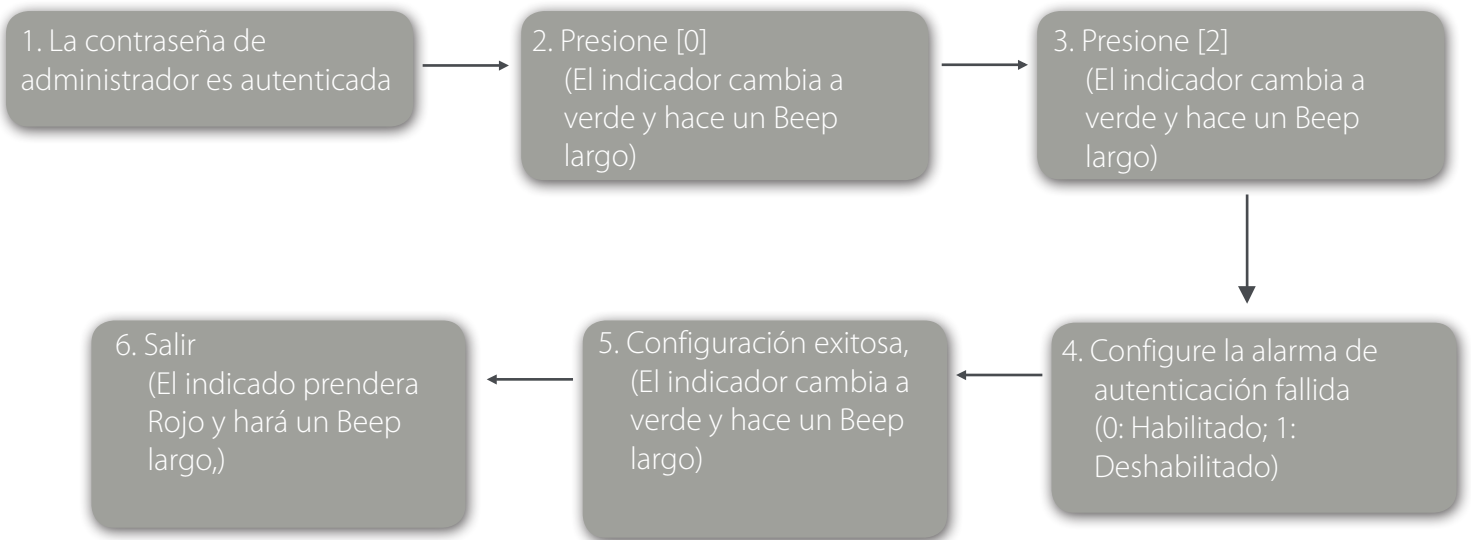 1. La contraseña de
administrador es autenticada
2. Presione [0]
(El indicador cambia a
verde y hace un Beep
largo)
3. Presione [2]
(El indicador cambia a
verde y hace un Beep
largo)
4. Configure la alarma de
autenticación fallida
(0: Habilitado; 1:
Deshabilitado)
5. Configuración exitosa,
(El indicador cambia a
verde y hace un Beep
largo)
6. Salir
(El indicado prendera
Rojo y hará un Beep
largo,)